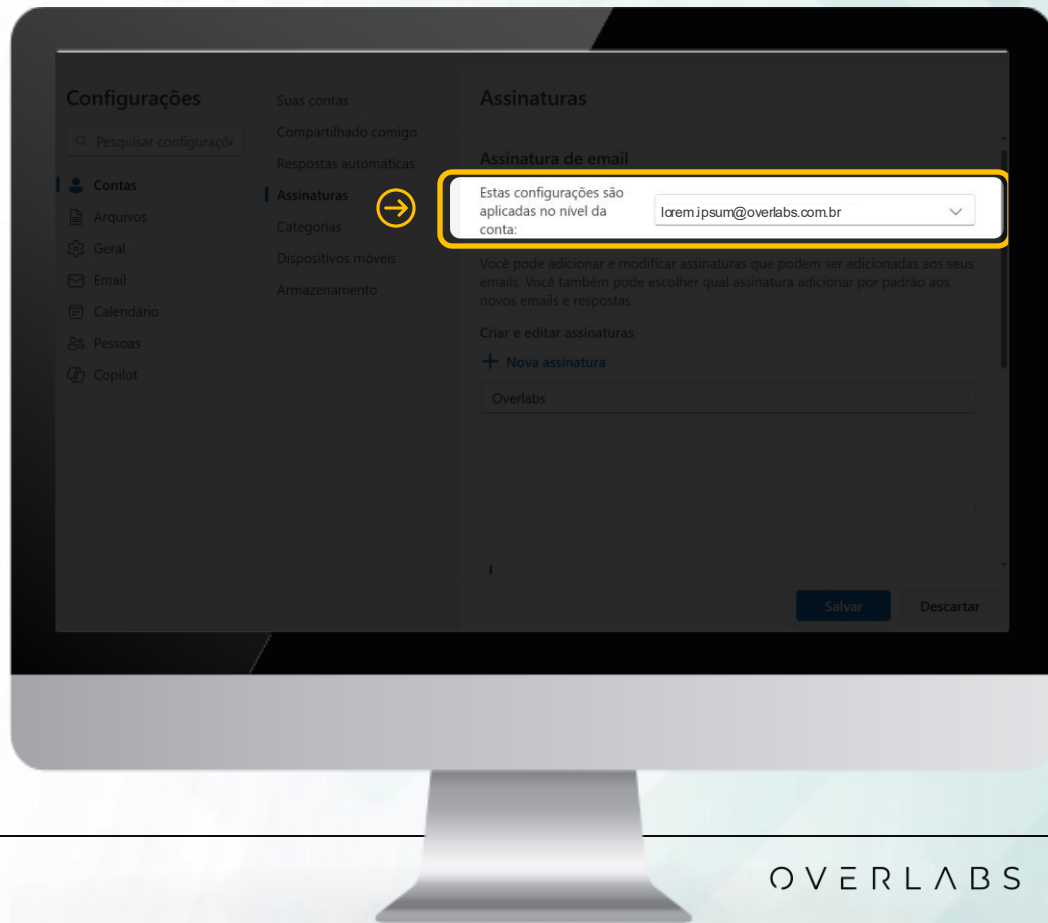 Configurações
Pesquisar configuraçõe
Contas
Arquivos
Geral
Email
Calendário
Pessoas
Copilot
Suas contas
Compartilhado comigo
Respostas automáticas
Assinaturas
Categorias
Dispositivos móveis
Armazenamento
Assinaturas
Assinatura de email
Estas configurações são
aplicadas no nível da
conta:
lorem.ipsum@overlabs.com.br
Você pode adicionar e modificar assinaturas que podem ser adicionadas aos seus
emails. Você também pode escolher qual assinatura adicionar por padrão aos
novos emails e respostas.
Criar e editar assinaturas
Nova assinatura
Overlabs
Salvar
Descartar
OVERLABS